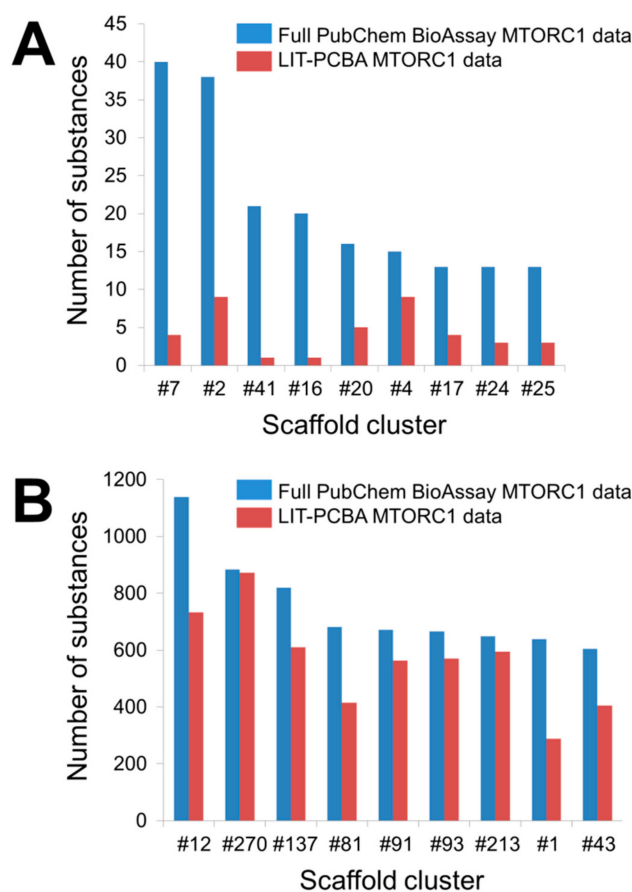 A
Number of substances
45
40
35
30
25
20
15
10
5
0
Full PubChem BioAssay MTORC1 data
LIT-PCBA MTORC1 data
#7 #2 #41 #16 #20 #4 #17 #24 #25
Scaffold cluster
B
Number of substances
1200
1000
800
600
400
200
0
Full PubChem BioAssay MTORC1 data
LIT-PCBA MTORC1 data
#12 #270 #137 #81 #91 #93 #213 #1 #43
Scaffold cluster